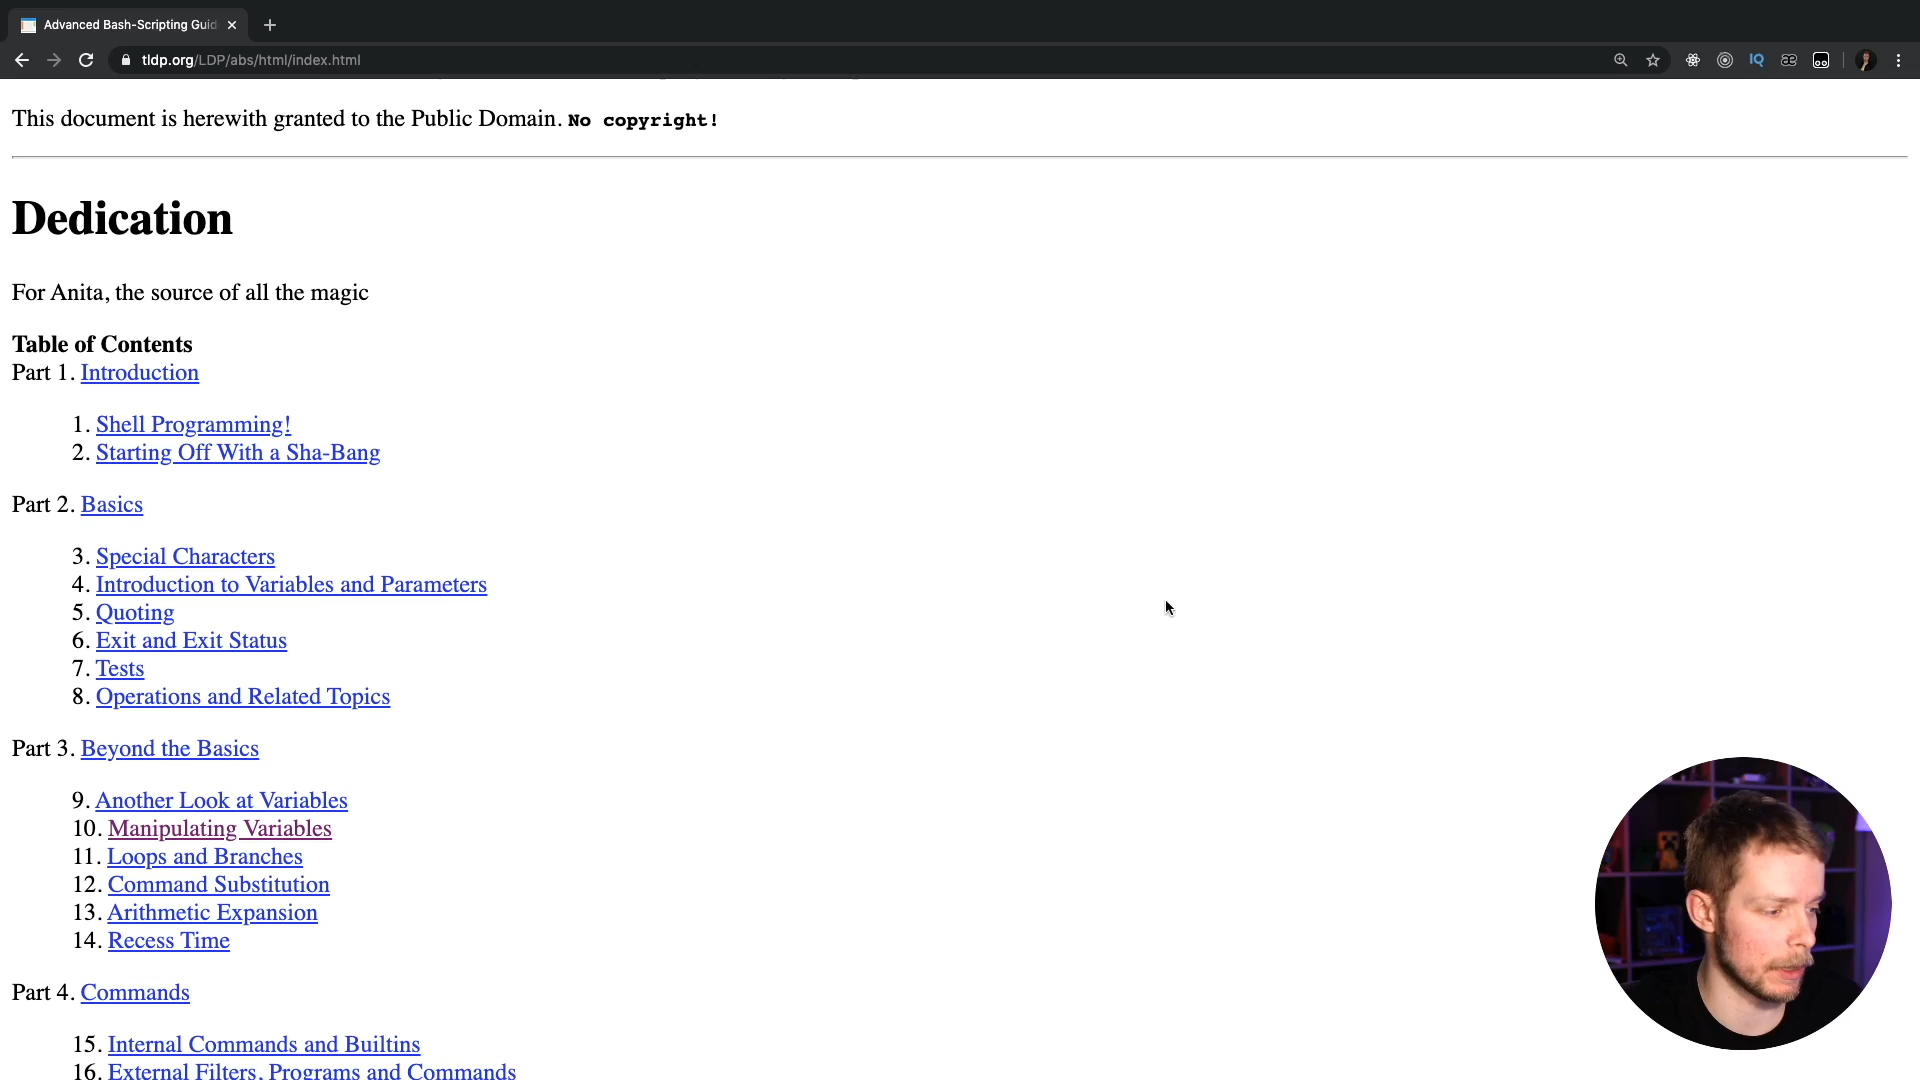 Advanced Bash-Scripting Guid
tldp.org/LDP/abs/html/index.html
IQ
This document is herewith granted to the Public Domain. No copyright!
Dedication
For Anita, the source of all the magic
Table of Contents
Part 1. Introduction
1. Shell Programming!
2. Starting Off With a Sha-Bang
Part 2. Basics
3. Special Characters
4. Introduction to Variables and Parameters
5. Quoting
6. Exit and Exit Status
7. Tests
8. Operations and Related Topics
Part 3. Beyond the Basics
9. Another Look at Variables
10. Manipulating Variables
11. Loops and Branches
12. Command Substitution
13. Arithmetic Expansion
14. Recess Time
Part 4. Commands
15. Internal Commands and Builtins
16. External Filters, Programs and Commands